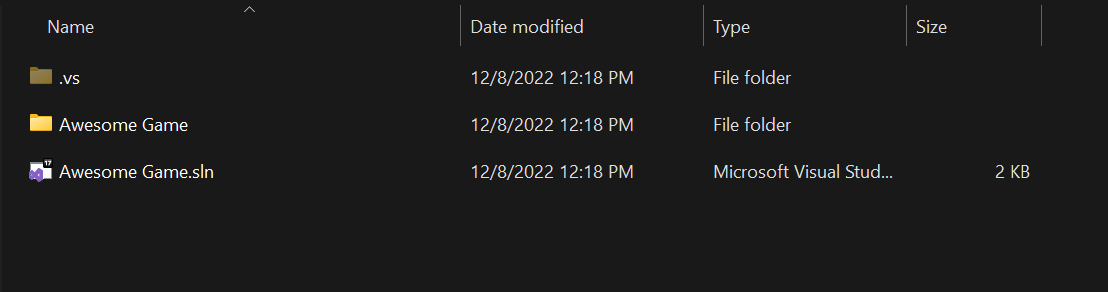 Name Date modified Type Size
.vs 12/8/2022 12:18 PM File folder
Awesome Game 12/8/2022 12:18 PM File folder
17
Awesome Game.sln 12/8/2022 12:18 PM Microsoft Visual Stud... 2 KB